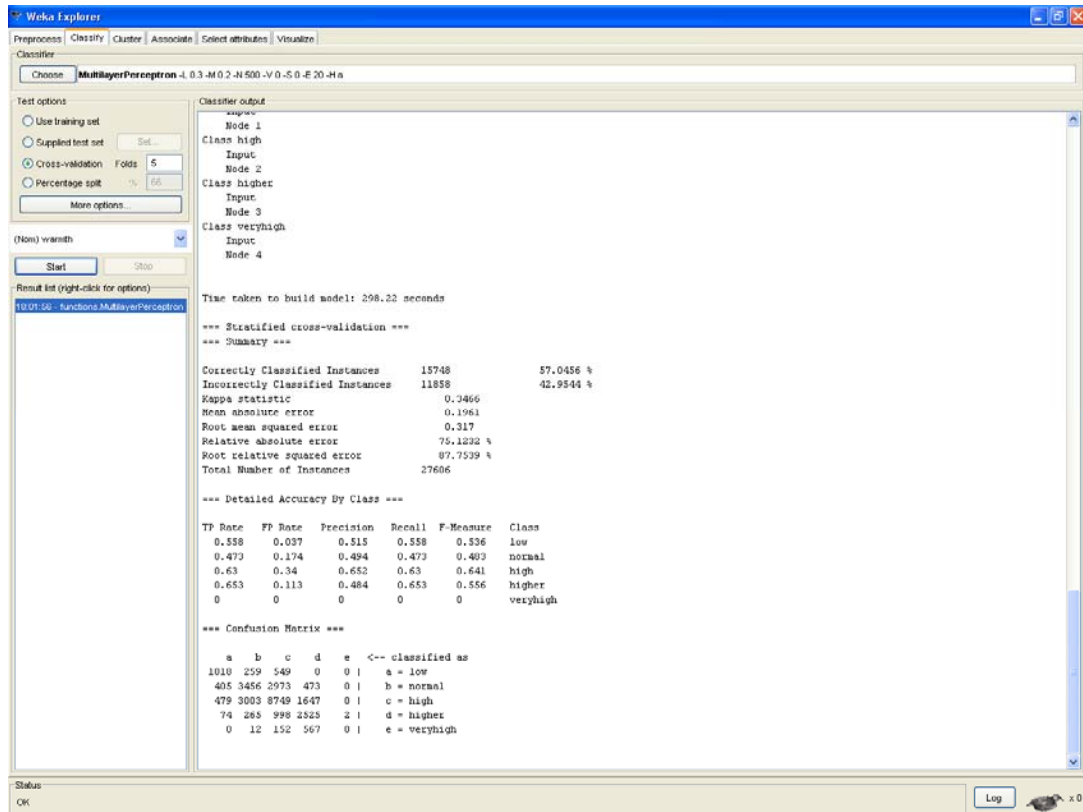 Weka Explorer
Preprocess Classify Cluster Associate Select attributes Visualize
Classifier
Choose MultilayerPerceptron -L 0.3 -M 0.2 -N 500 -V 0 -S 0 -E 20 -H a
Test options
Use training set
Supplied test set Set...
Cross-validation Folds 5
Percentage split % 66
More options...
(Nom) warmth
Start Stop
Result list (right-click for options)
18:01:56 - functions.MultilayerPerceptron
Classifier output
Input
Node 1
Class high
Input
Node 2
Class higher
Input
Node 3
Class veryhigh
Input
Node 4
Time taken to build model: 298.22 seconds
=== Stratified cross-validation ===
=== Summary ===
Correctly Classified Instances 15748 57.0456 %
Incorrectly Classified Instances 11858 42.9544 %
Kappa statistic 0.3466
Mean absolute error 0.1961
Root mean squared error 0.317
Relative absolute error 75.1232 %
Root relative squared error 87.7539 %
Total Number of Instances 27606
=== Detailed Accuracy By Class ===
TP Rate FP Rate Precision Recall F-Measure Class
0.558 0.037 0.515 0.558 0.536 low
0.473 0.174 0.494 0.473 0.483 normal
0.63 0.34 0.652 0.63 0.641 high
0.653 0.113 0.484 0.653 0.556 higher
0 0 0 0 0 veryhigh
=== Confusion Matrix ===
a b c d e <-- classified as
1018 259 549 0 0 | a = low
405 3456 2973 473 0 | b = normal
479 3003 8749 1647 0 | c = high
74 265 998 2525 2 | d = higher
0 12 152 567 0 | e = veryhigh
Status
OK
Log x 0